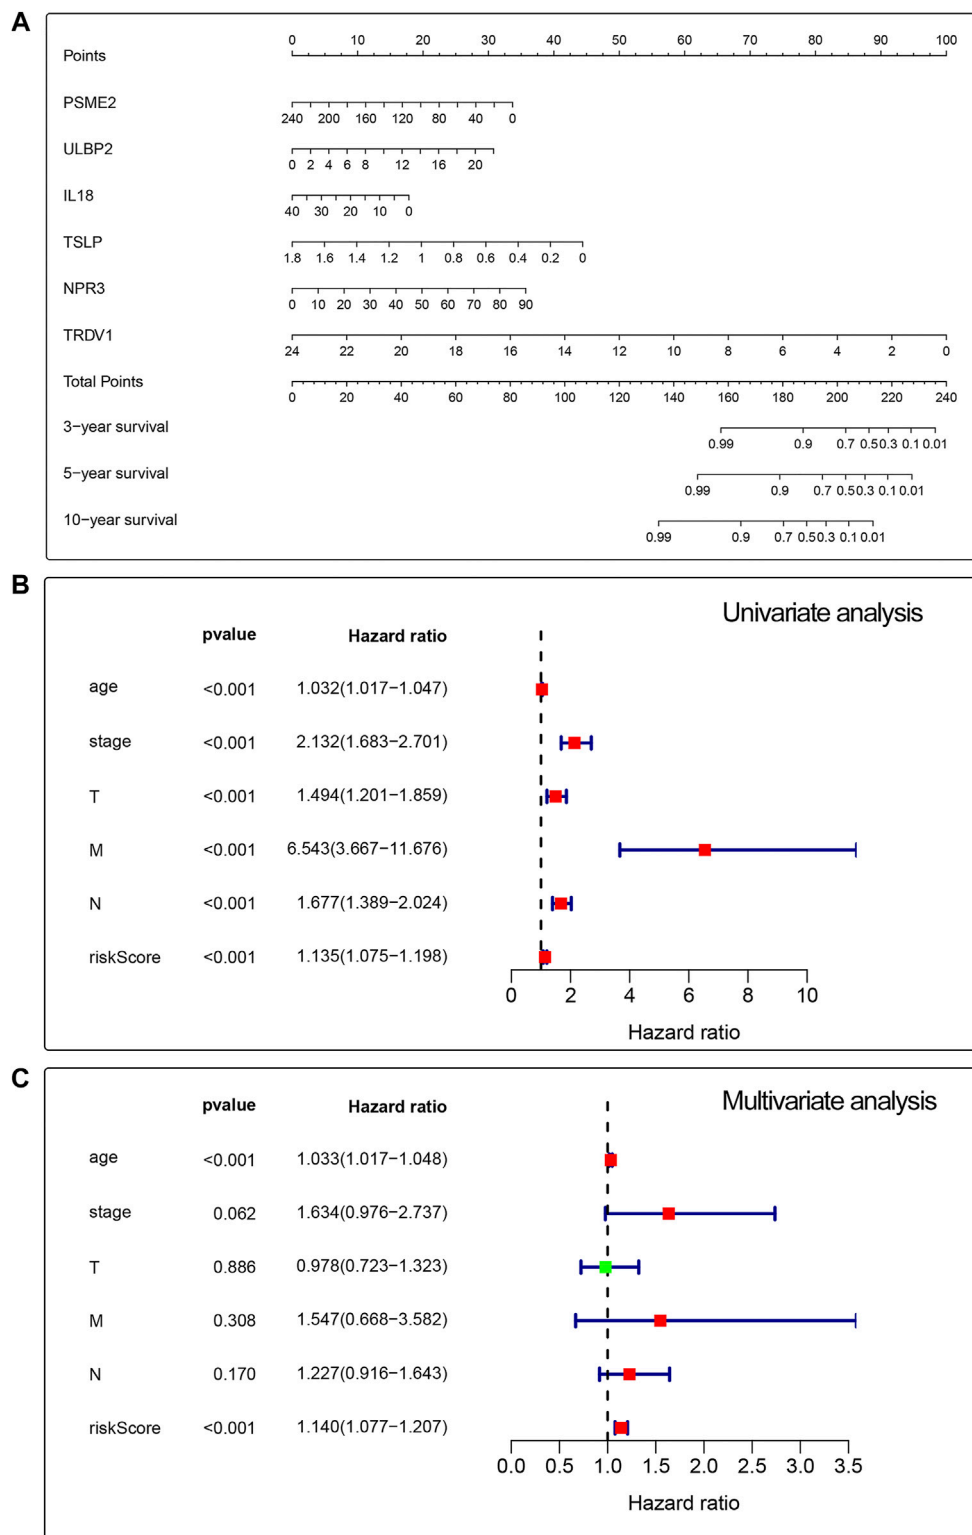 A
0 10 20 30 40 50 60 70 80 90 100
Points
PSME2
240 200 160 120 80 40 0
ULBP2
0 2 4 6 8 12 16 20
IL18
40 30 20 10 0
TSLP
1.8 1.6 1.4 1.2 1 0.8 0.6 0.4 0.2 0
NPR3
0 10 20 30 40 50 60 70 80 90
TRDV1
24 22 20 18 16 14 12 10 8 6 4 2 0
Total Points
0 20 40 60 80 100 120 140 160 180 200 220 240
3−year survival
0.99 0.9 0.7 0.5 0.3 0.1 0.01
5−year survival
0.99 0.9 0.7 0.5 0.3 0.1 0.01
10−year survival
0.99 0.9 0.7 0.5 0.3 0.1 0.01
B
Univariate analysis
pvalue Hazard ratio
age <0.001 1.032(1.017−1.047)
stage <0.001 2.132(1.683−2.701)
T <0.001 1.494(1.201−1.859)
M <0.001 6.543(3.667−11.676)
N <0.001 1.677(1.389−2.024)
riskScore <0.001 1.135(1.075−1.198)
0 2 4 6 8 10
Hazard ratio
C
Multivariate analysis
pvalue Hazard ratio
age <0.001 1.033(1.017−1.048)
stage 0.062 1.634(0.976−2.737)
T 0.886 0.978(0.723−1.323)
M 0.308 1.547(0.668−3.582)
N 0.170 1.227(0.916−1.643)
riskScore <0.001 1.140(1.077−1.207)
0.0 0.5 1.0 1.5 2.0 2.5 3.0 3.5
Hazard ratio